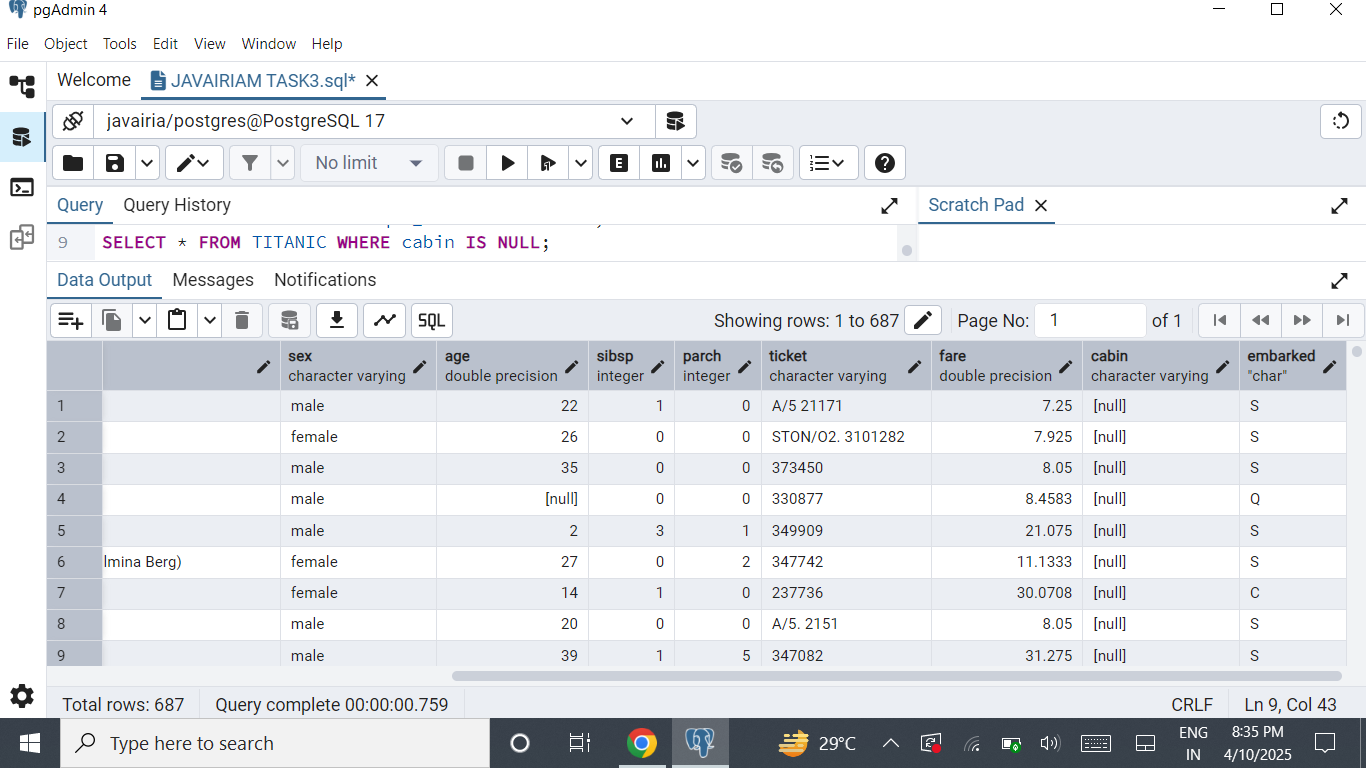 pgAdmin 4
File Object Tools Edit View Window Help
Welcome JAVAIRIAM TASK3.sql*
javairia/postgres@PostgreSQL 17
No limit
E
Query Query History Scratch Pad
9 SELECT * FROM TITANIC WHERE cabin IS NULL;
Data Output Messages Notifications
SQL Showing rows: 1 to 687 Page No: 1 of 1
sex age sibsp parch ticket fare cabin embarked
character varying double precision integer integer character varying double precision character varying "char"
1 male 22 1 0 A/5 21171 7.25 [null] S
2 female 26 0 0 STON/O2. 3101282 7.925 [null] S
3 male 35 0 0 373450 8.05 [null] S
4 male [null] 0 0 330877 8.4583 [null] Q
5 male 2 3 1 349909 21.075 [null] S
6 lmina Berg) female 27 0 2 347742 11.1333 [null] S
7 female 14 1 0 237736 30.0708 [null] C
8 male 20 0 0 A/5. 2151 8.05 [null] S
9 male 39 1 5 347082 31.275 [null] S
Total rows: 687 Query complete 00:00:00.759 CRLF Ln 9, Col 43
Type here to search 29°C ENG IN 8:35 PM 4/10/2025